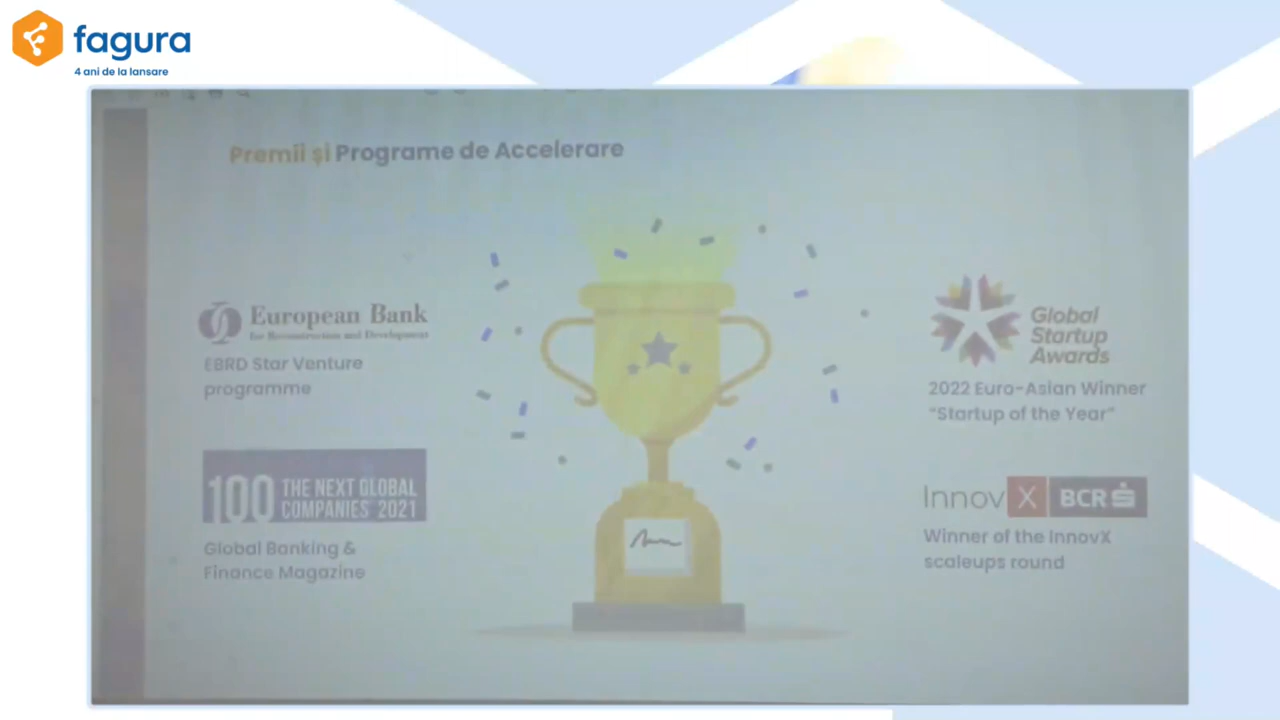 fagura
4 ani de la lansare
Premii și Programe de Accelerare
European Bank
for Reconstruction and Development
EBRD Star Venture
programme
100 THE NEXT GLOBAL
COMPANIES 2021
Global Banking &
Finance Magazine
Global
Startup
Awards
2022 Euro-Asian Winner
"Startup of the Year"
InnovX BCR
Winner of the InnovX
scaleups round